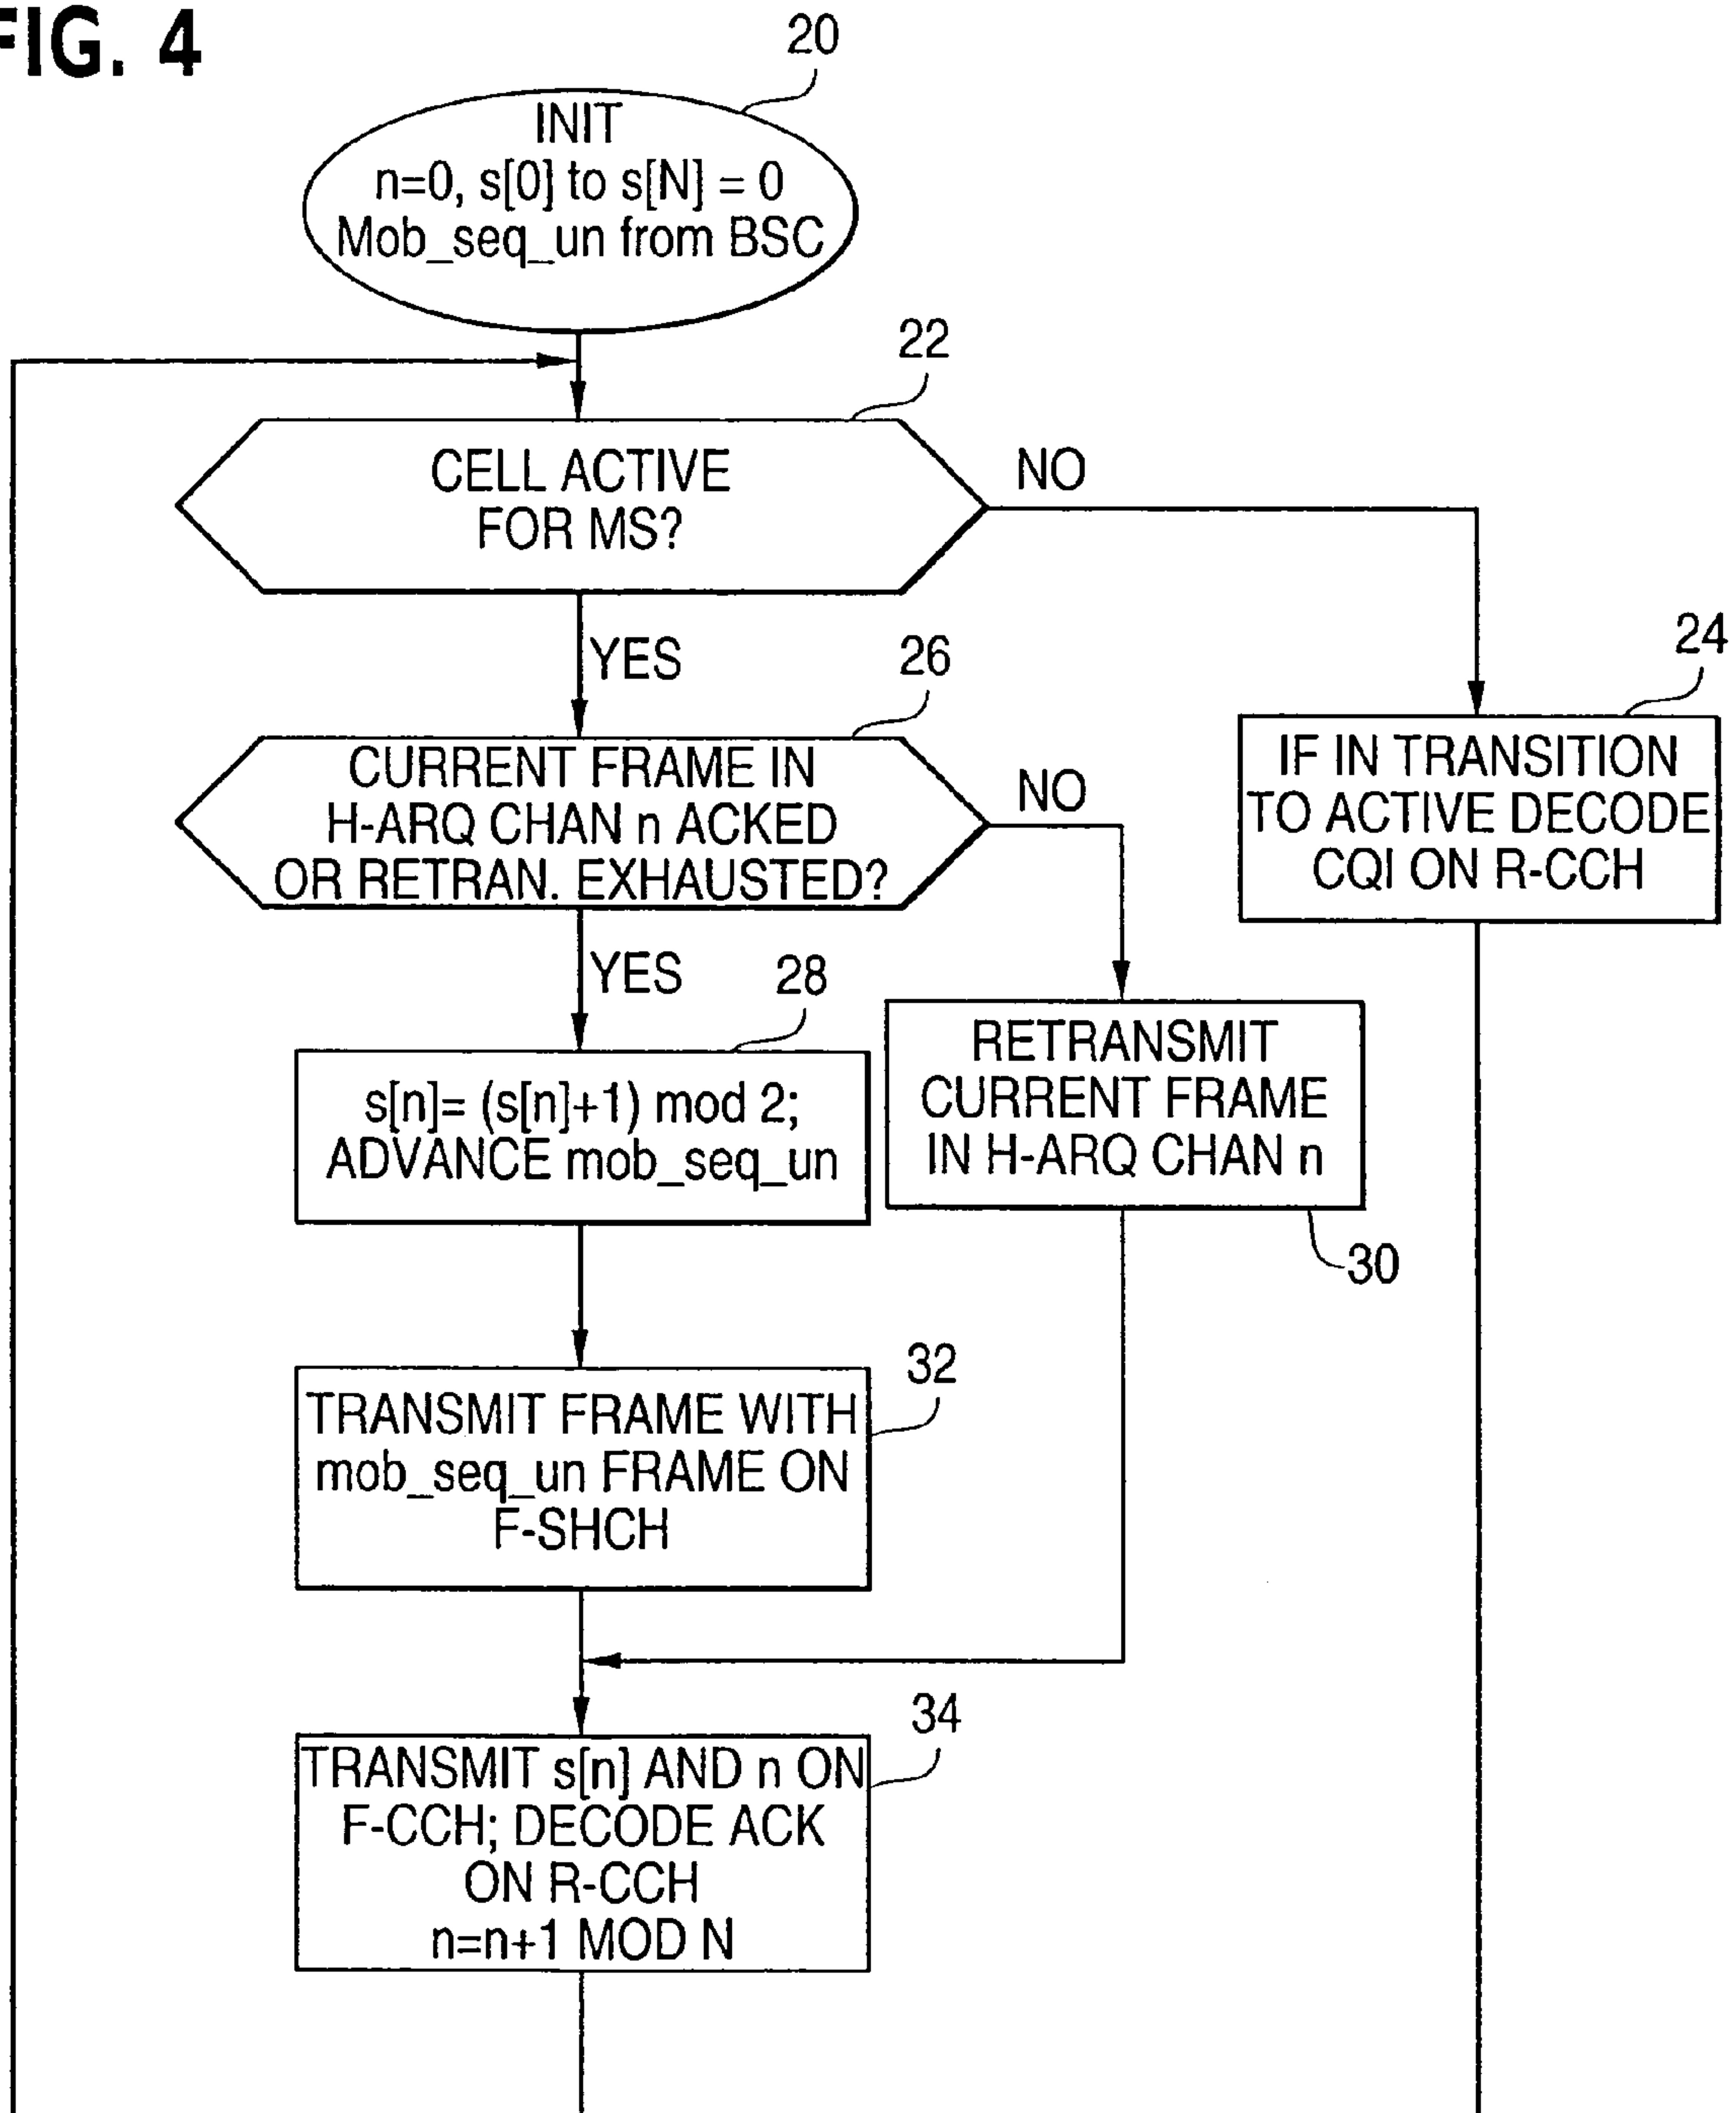 FIG. 4
20
INIT
n=0, s[0] to s[N] = 0
Mob_seq_un from BSC
22
CELL ACTIVE
FOR MS?
NO
YES
24
IF IN TRANSITION
TO ACTIVE DECODE
CQI ON R-CCH
26
CURRENT FRAME IN
H-ARQ CHAN n ACKED
OR RETRAN. EXHAUSTED?
NO
YES
28
s[n]= (s[n]+1) mod 2;
ADVANCE mob_seq_un
RETRANSMIT
CURRENT FRAME
IN H-ARQ CHAN n
30
32
TRANSMIT FRAME WITH
mob_seq_un FRAME ON
F-SHCH
34
TRANSMIT s[n] AND n ON
F-CCH; DECODE ACK
ON R-CCH
n=n+1 MOD N